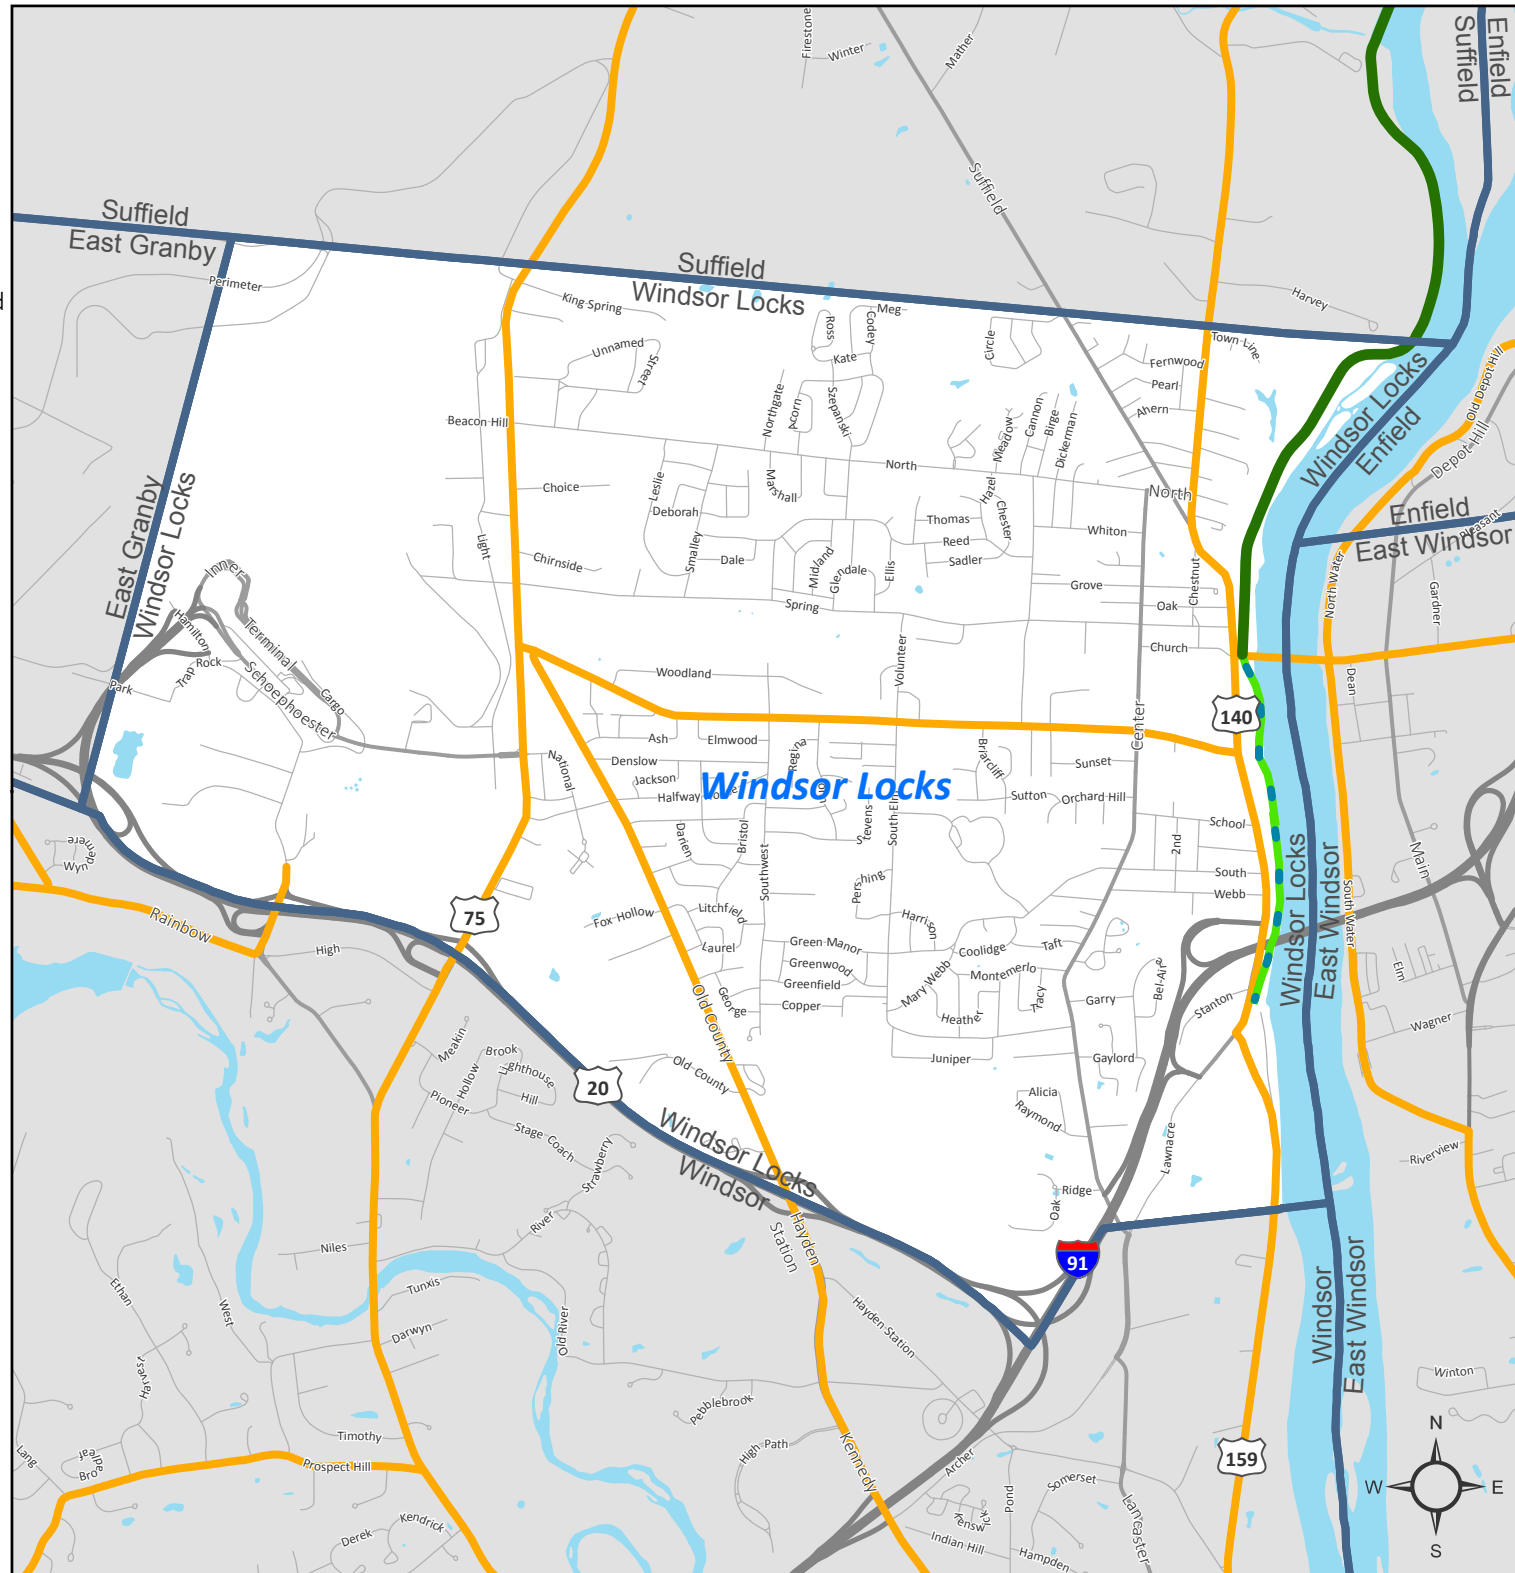 Firestone
Winter
Mather
Enfield
Suffield
Suffield
Suffield
East Granby
Perimeter
d
Suffield
Windsor Locks
King Spring
Meg
Ross
Codey
Circle
Harvey
Town Line
Unnamed
Street
Kate
Fernwood
Pearl
Ahern
Old Depot Hill
Windsor Locks
Enfield
Northgate
Acorn
Szepanski
Beacon Hill
Meadow
Cannon
Birge
Dickerman
Depot Hill
North
North
Leslie
Marshall
Hazel
Choice
Deborah
Chester
Thomas
Reed
Sadler
Whiton
Enfield
East Windsor
Pleasant
East Granby
Windsor Locks
Light
Chirnside
Smalley
Dale
Midland
Glendale
Ellis
Grove
Chestnut
North Water
Gardner
Inner
Hamilton
Terminal
Spring
Oak
Volunteer
Church
Rock
Trap
Schoephoester
Cargo
Park
Woodland
Dean
140
Center
Ash
Elmwood
Regina
Briarcliff
National
Denslow
Jackson
Halfway
Windsor Locks
Sunset
Sutton
Orchard Hill
Stevens
South Elm
School
2nd
Main
Wyndemere
Darien
Bristol
Southwest
Pershing
South
Webb
Windsor Locks
East Windsor
South Water
Rainbow
75
Fox Hollow
Litchfield
Laurel
Harrison
High
Green Manor
Greenwood
Greenfield
Copper
Coolidge
Taft
Mary Webb
Montemerlo
Tracy
Bel-Aire
Garry
Stanton
Elm
Wagner
George
Old County
Heather
Meakin
Brook
Hollow
Lighthouse
Hill
Pioneer
20
Old County
Juniper
Gaylord
Alicia
Raymond
Stage Coach
Strawberry
Windsor Locks
Windsor
Lawnacre
Riverview
Ridge
Oak
River
Hayden
Station
Niles
91
Ethan
West
Tunxis
Old River
Darwyn
Hayden Station
Windsor
East Windsor
Harvest
Pebblebrook
Winton
Timothy
High Path
Kennedy
Lang
Broadleaf
Prospect Hill
Archer
159
N
W
E
S
Somerset
Pond
Lancaster
Derek
Kendrick
Indian Hill
Hampden